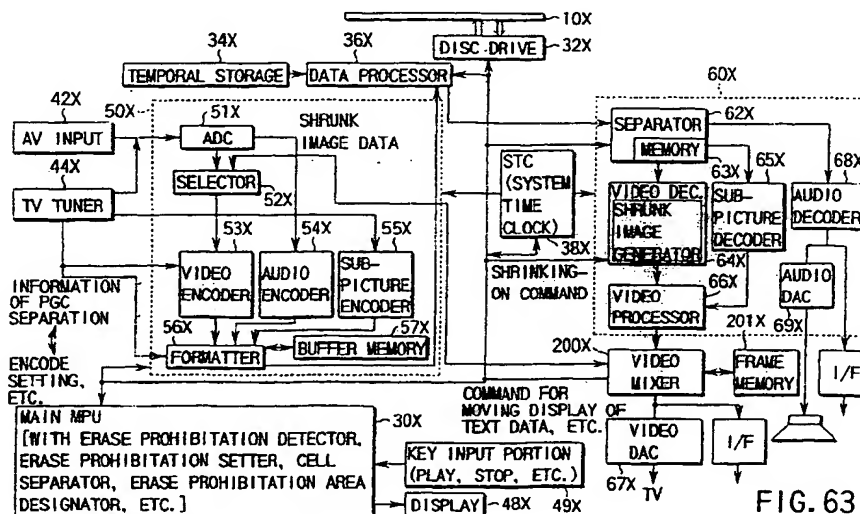 10X
34X
36X
DISC-DRIVE
32X
TEMPORAL STORAGE
DATA PROCESSOR
60X
42X
50X
51X
AV INPUT
ADC
SHRUNK
IMAGE DATA
44X
SELECTOR
52X
TV TUNER
53X
54X
55X
VIDEO
ENCODER
AUDIO
ENCODER
SUB-
PICTURE
ENCODER
INFORMATION
OF PGC
SEPARATION
56X
57X
FORMATTER
BUFFER MEMORY
ENCODE
SETTING,
ETC.
SEPARATOR
62X
MEMORY
63X
65X
68X
STC
(SYSTEM
TIME
CLOCK)
38X
VIDEO DEC.
SHRUNK
IMAGE
GENERATOR
64X
SUB-
PICTURE
DECODER
AUDIO
DECODER
SHRINKING-
ON COMMAND
66X
AUDIO
DAC
69X
VIDEO
PROCESSOR
200X
201X
VIDEO
MIXER
FRAME
MEMORY
I/F
COMMAND FOR
MOVING DISPLAY OF
TEXT DATA, ETC.
VIDEO
DAC
67X
I/F
TV
MAIN MPU
30X
[WITH ERASE PROHIBITION DETECTOR,
ERASE PROHIBITION SETTER, CELL
SEPARATOR, ERASE PROHIBITION AREA
DESIGNATOR, ETC.]
KEY INPUT PORTION
(PLAY, STOP, ETC.)
49X
DISPLAY
48X
FIG. 63